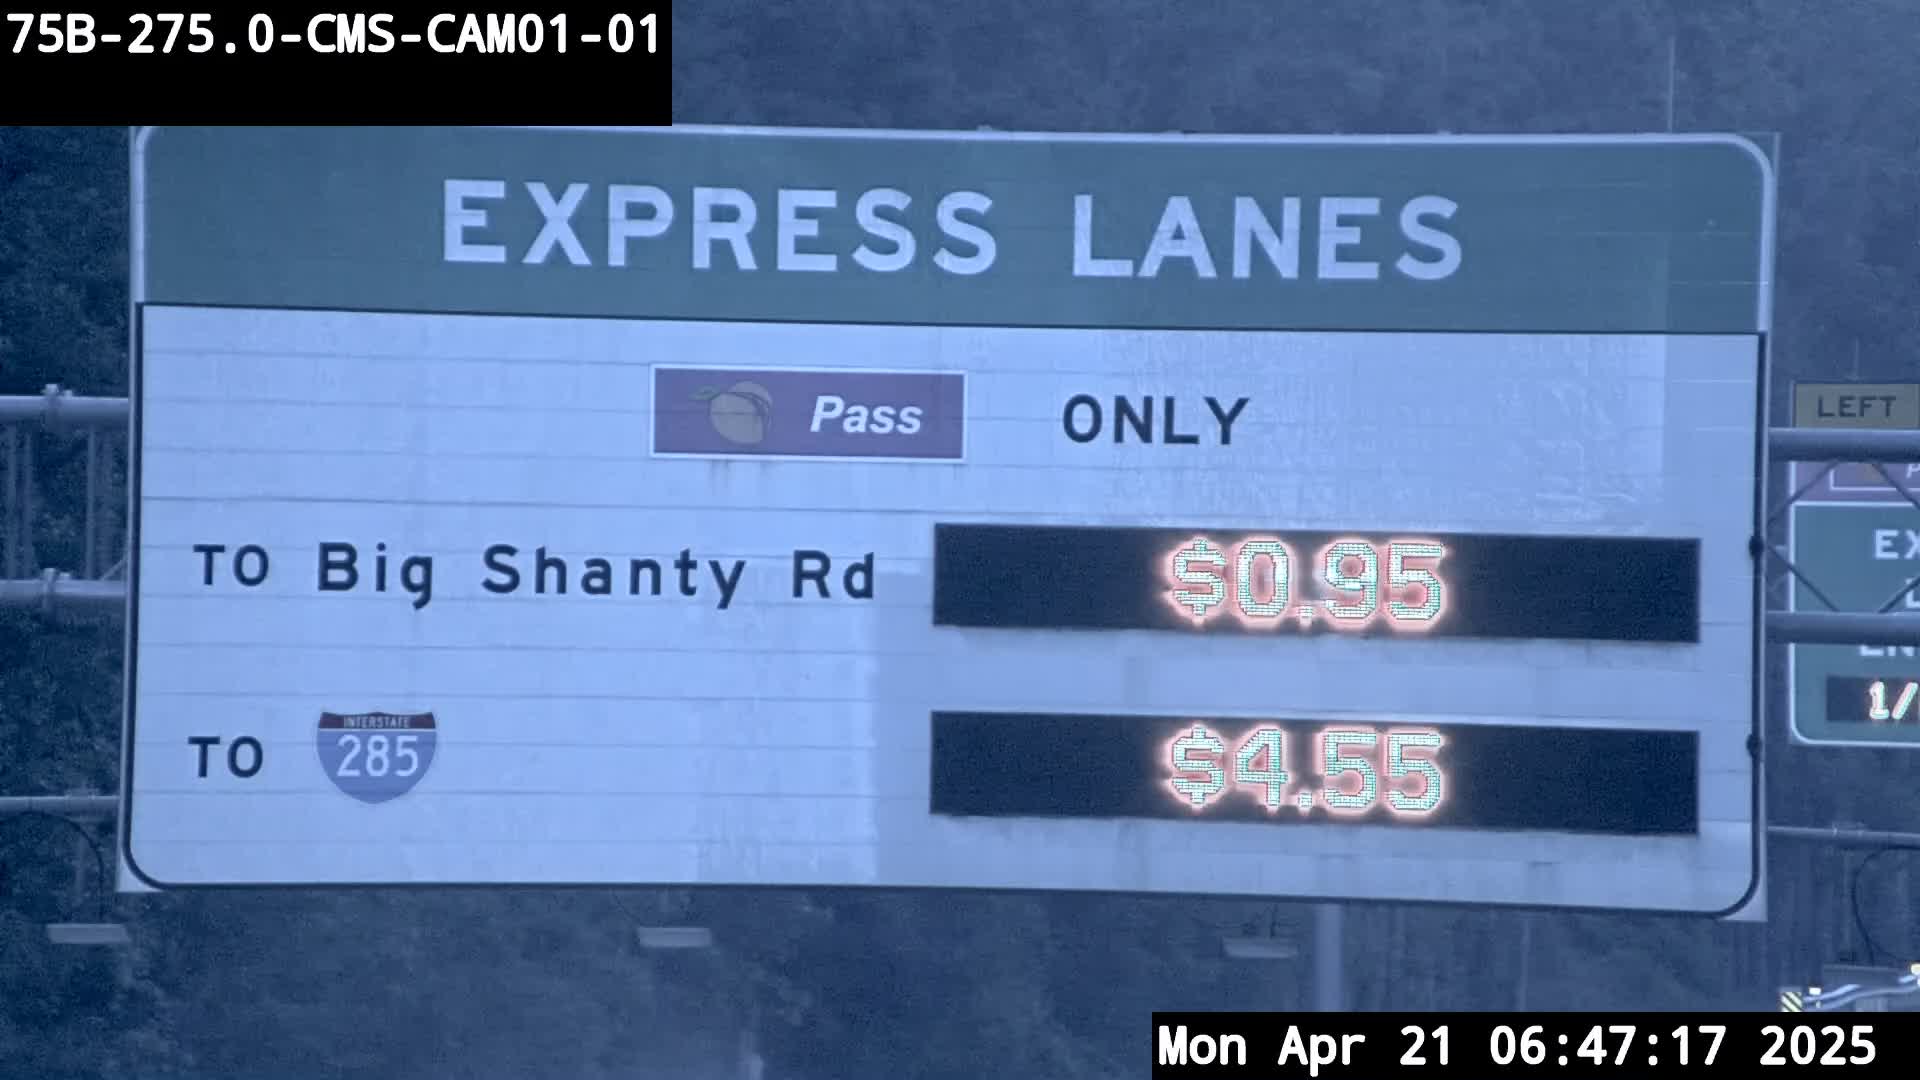 75B-275.0-CMS-CAM01-01
EXPRESS LANES
Pass ONLY
TO Big Shanty Rd $0.95
TO INTERSTATE 285 $4.55
LEFT
1/
Mon Apr 21 06:47:17 2025